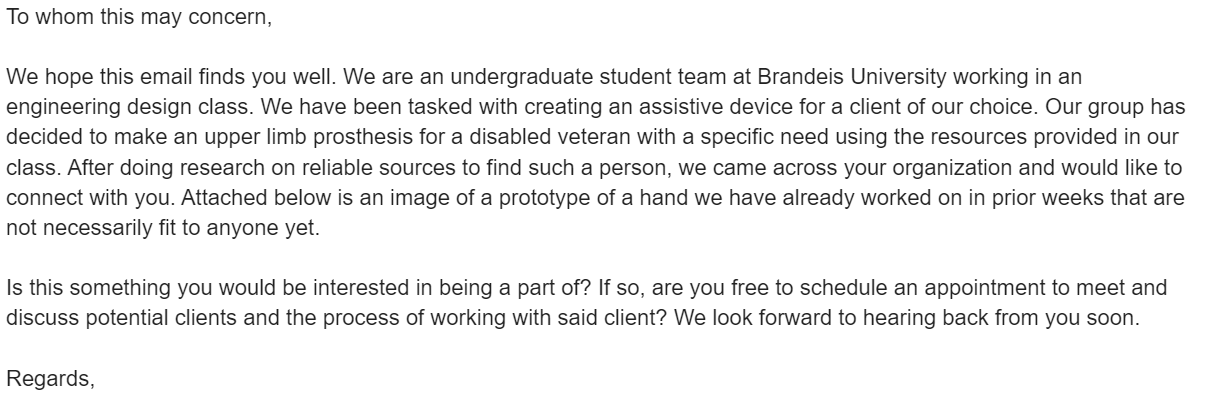 To whom this may concern,
We hope this email finds you well. We are an undergraduate student team at Brandeis University working in an
engineering design class. We have been tasked with creating an assistive device for a client of our choice. Our group has
decided to make an upper limb prosthesis for a disabled veteran with a specific need using the resources provided in our
class. After doing research on reliable sources to find such a person, we came across your organization and would like to
connect with you. Attached below is an image of a prototype of a hand we have already worked on in prior weeks that are
not necessarily fit to anyone yet.
Is this something you would be interested in being a part of? If so, are you free to schedule an appointment to meet and
discuss potential clients and the process of working with said client? We look forward to hearing back from you soon.
Regards,